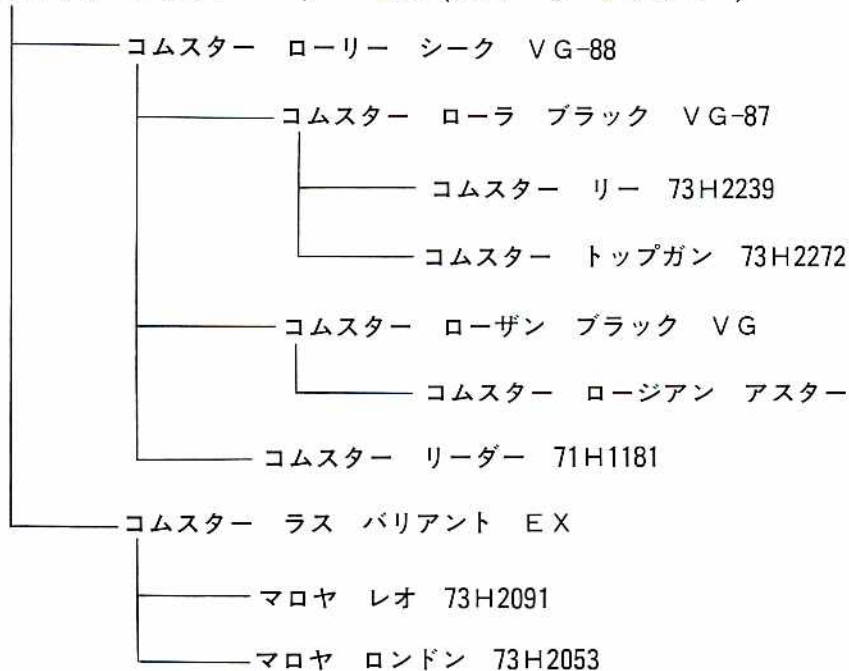 コムスター ローリー シーク VG-88
コムスター ローラ ブラック VG-87
コムスター リー 73H2239
コムスター トップガン 73H2272
コムスター ローザン ブラック VG
コムスター ロージアン アスター
コムスター リーダー 71H1181
コムスター ラス バリアント EX
マロヤ レオ 73H2091
マロヤ ロンドン 73H2053